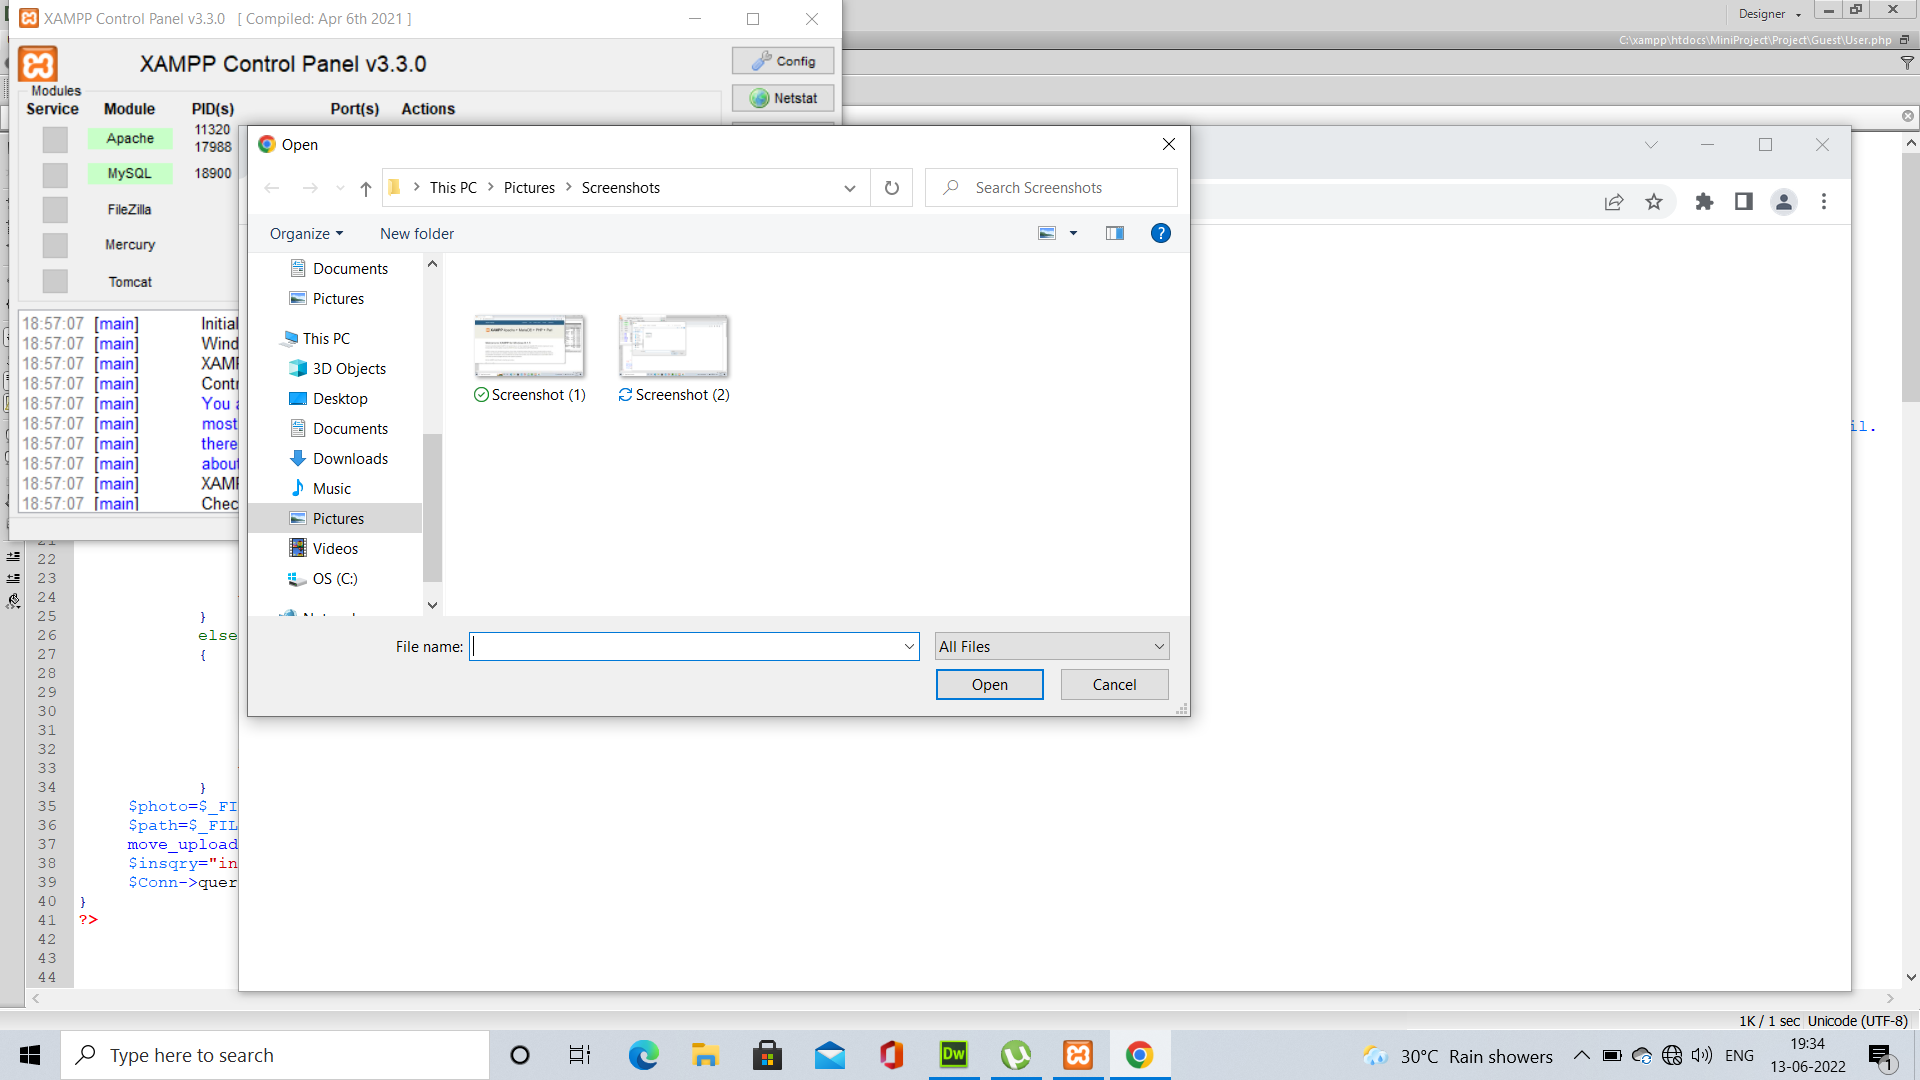 XAMPP Control Panel v3.3.0 [ Compiled: Apr 6th 2021 ]
Designer
C:\xampp\htdocs\MiniProject\Project\Guest\User.php
XAMPP Control Panel v3.3.0
Config
Netstat
Modules
Service Module PID(s) Port(s) Actions
Apache 11320
17988
MySQL 18900
FileZilla
Mercury
Tomcat
18:57:07 [main] Initial
18:57:07 [main] Wind
18:57:07 [main] XAMP
18:57:07 [main] Contr
18:57:07 [main] You a
18:57:07 [main] most
18:57:07 [main] there
18:57:07 [main] about
18:57:07 [main] XAMP
18:57:07 [main] Chec
Open
This PC Pictures Screenshots
Search Screenshots
Organize New folder
Documents
Pictures
This PC
3D Objects
Desktop
Documents
Downloads
Music
Pictures
Videos
OS (C:)
Screenshot (1)
Screenshot (2)
File name:
All Files
Open Cancel
il.
21
22
23
24
25 }
26 else
27 {
28
29
30
31
32
33
34 }
35 $photo=$_FI
36 $path=$_FIL
37 move_upload
38 $insqry="in
39 $Conn->quer
40 }
41 ?>
42
43
44
1K / 1 sec Unicode (UTF-8)
Type here to search
Dw
30°C Rain showers
ENG
19:34
13-06-2022
1